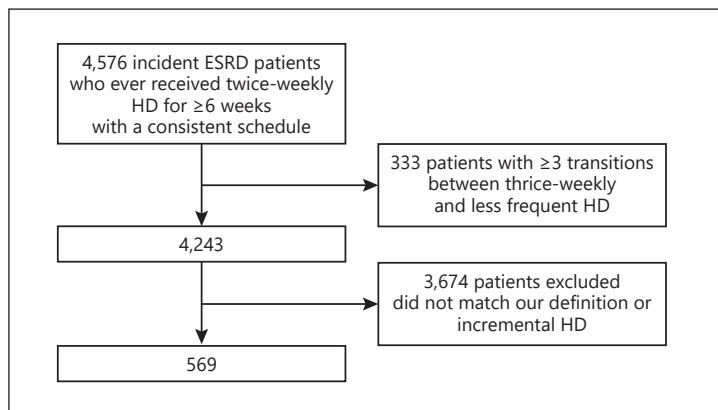 4,576 incident ESRD patients
who ever received twice-weekly
HD for ≥6 weeks
with a consistent schedule
333 patients with ≥3 transitions
between thrice-weekly
and less frequent HD
4,243
3,674 patients excluded
did not match our definition or
incremental HD
569